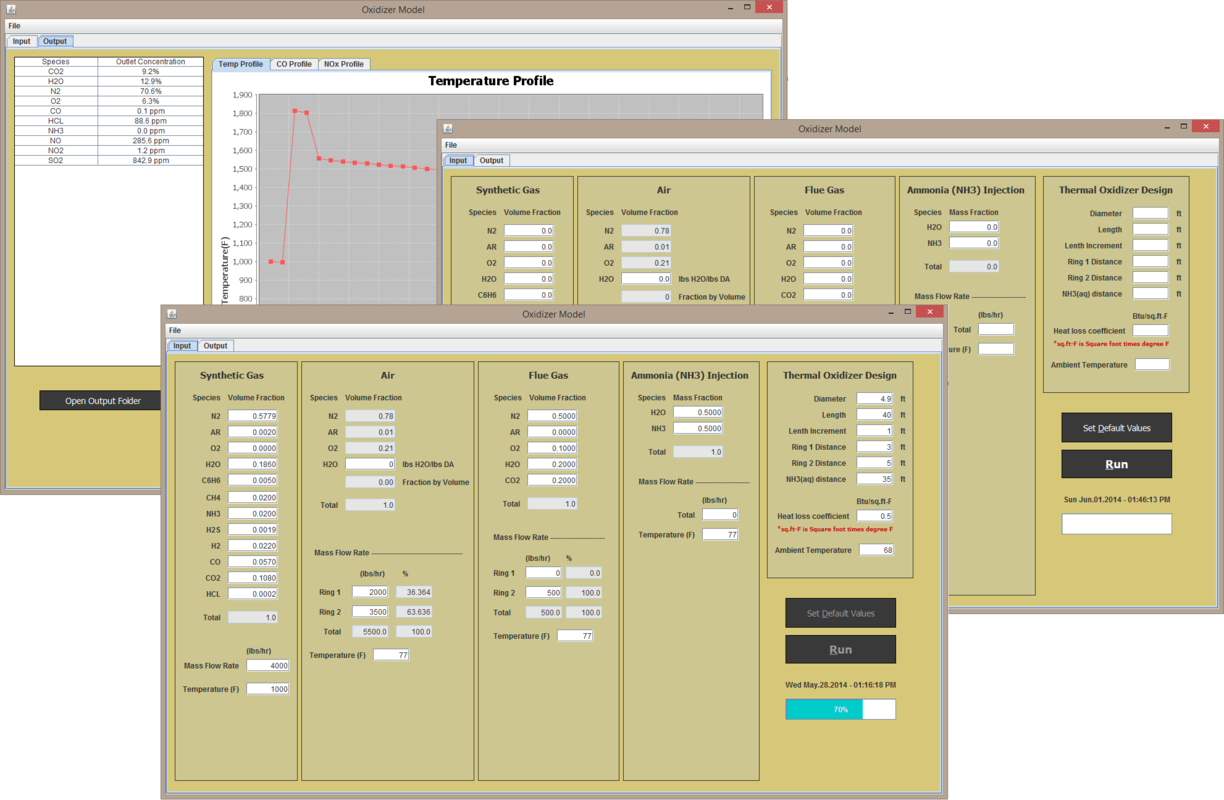 Oxidizer Model
File
Input Output
Species Outlet Concentration
CO2 9.2%
H2O 12.9%
N2 70.6%
O2 6.3%
CO 0.1 ppm
HCL 88.6 ppm
NH3 0.0 ppm
NO 285.6 ppm
NO2 1.2 ppm
SO2 842.9 ppm
Open Output Folder
Temp Profile CO Profile NOx Profile
Temperature Profile
Temperature(F)
1,900
1,800
1,700
1,600
1,500
1,400
1,300
1,200
1,100
1,000
900
800
Oxidizer Model
File
Input Output
Synthetic Gas
Species Volume Fraction
N2 0.0
AR 0.0
O2 0.0
H2O 0.0
C6H6 0.0
Air
Species Volume Fraction
N2 0.78
AR 0.01
O2 0.21
H2O 0.0 lbs H2O/lbs DA
0 Fraction by Volume
Flue Gas
Species Volume Fraction
N2 0.0
AR 0.0
O2 0.0
H2O 0.0
CO2 0.0
Ammonia (NH3) Injection
Species Mass Fraction
H2O 0.0
NH3 0.0
Total 0.0
Mass Flow Rate
(lbs/hr)
Total
ure (F)
Thermal Oxidizer Design
Diameter ft
Length ft
Lenth Increment ft
Ring 1 Distance ft
Ring 2 Distance ft
NH3(aq) distance ft
Btu/sq.ft-F
Heat loss coefficient
*sq.ft-F is Square foot times degree F
Ambient Temperature
Set Default Values
Run
Sun Jun.01.2014 - 01:46:13 PM
Oxidizer Model
File
Input Output
Synthetic Gas
Species Volume Fraction
N2 0.5779
AR 0.0020
O2 0.0000
H2O 0.1860
C6H6 0.0050
CH4 0.0200
NH3 0.0200
H2S 0.0019
H2 0.0220
CO 0.0570
CO2 0.1080
HCL 0.0002
Total 1.0
(lbs/hr)
Mass Flow Rate 4000
Temperature (F) 1000
Air
Species Volume Fraction
N2 0.78
AR 0.01
O2 0.21
H2O 0 lbs H2O/lbs DA
0.00 Fraction by Volume
Total 1.0
Mass Flow Rate
(lbs/hr) %
Ring 1 2000 36.364
Ring 2 3500 63.636
Total 5500.0 100.0
Temperature (F) 77
Flue Gas
Species Volume Fraction
N2 0.5000
AR 0.0000
O2 0.1000
H2O 0.2000
CO2 0.2000
Total 1.0
Mass Flow Rate
(lbs/hr) %
Ring 1 0 0.0
Ring 2 500 100.0
Total 500.0 100.0
Temperature (F) 77
Ammonia (NH3) Injection
Species Mass Fraction
H2O 0.5000
NH3 0.5000
Total 1.0
Mass Flow Rate
(lbs/hr)
Total 0
Temperature (F) 77
Thermal Oxidizer Design
Diameter 4.9 ft
Length 40 ft
Lenth Increment 1 ft
Ring 1 Distance 3 ft
Ring 2 Distance 5 ft
NH3(aq) distance 35 ft
Btu/sq.ft-F
Heat loss coefficient 0.5
*sq.ft-F is Square foot times degree F
Ambient Temperature 68
Set Default Values
Run
Wed May.28.2014 - 01:16:18 PM
70%